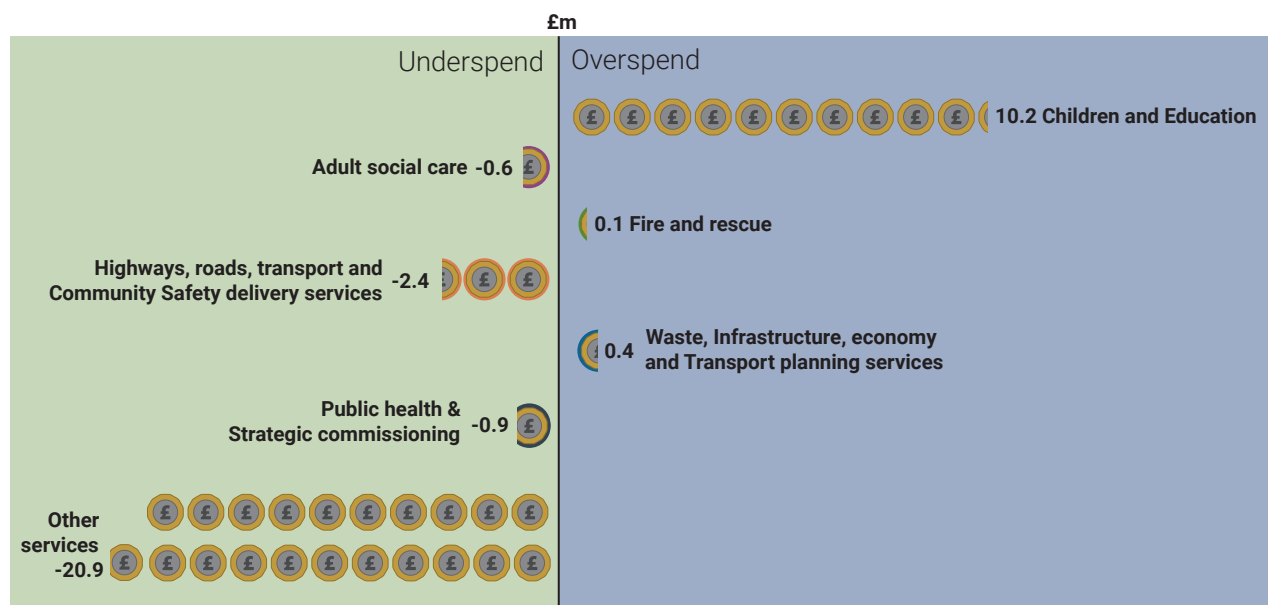 £m
Underspend
Overspend
10.2 Children and Education
Adult social care -0.6
0.1 Fire and rescue
Highways, roads, transport and
Community Safety delivery services
-2.4
0.4
Waste, Infrastructure, economy
and Transport planning services
Public health &
Strategic commissioning
-0.9
Other
services
-20.9